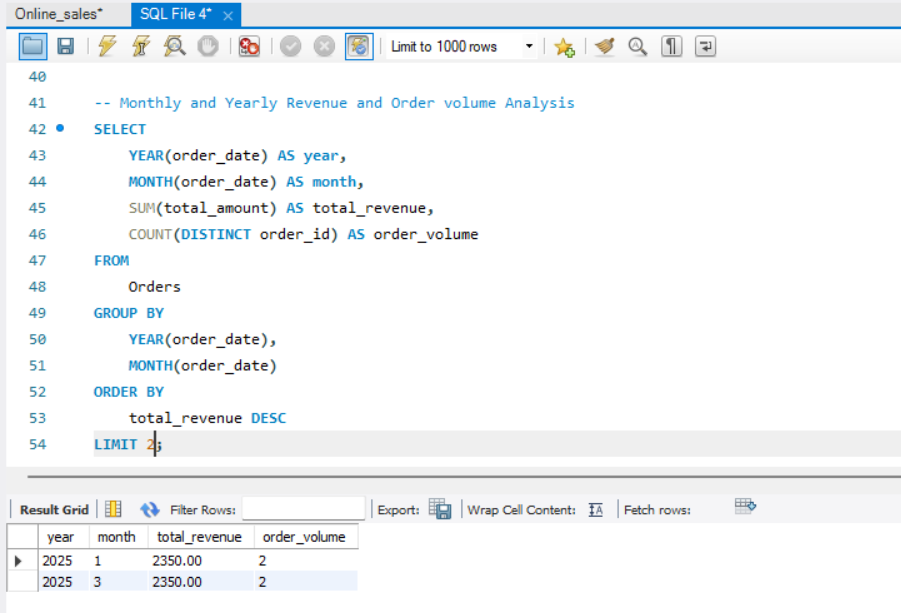 Online_sales* SQL File 4* ×
Limit to 1000 rows
40
41 -- Monthly and Yearly Revenue and Order volume Analysis
42 SELECT
43 YEAR(order_date) AS year,
44 MONTH(order_date) AS month,
45 SUM(total_amount) AS total_revenue,
46 COUNT(DISTINCT order_id) AS order_volume
47 FROM
48 Orders
49 GROUP BY
50 YEAR(order_date),
51 MONTH(order_date)
52 ORDER BY
53 total_revenue DESC
54 LIMIT 2;
Result Grid Filter Rows: Export: Wrap Cell Content: IA Fetch rows:
year month total_revenue order_volume
2025 1 2350.00 2
2025 3 2350.00 2